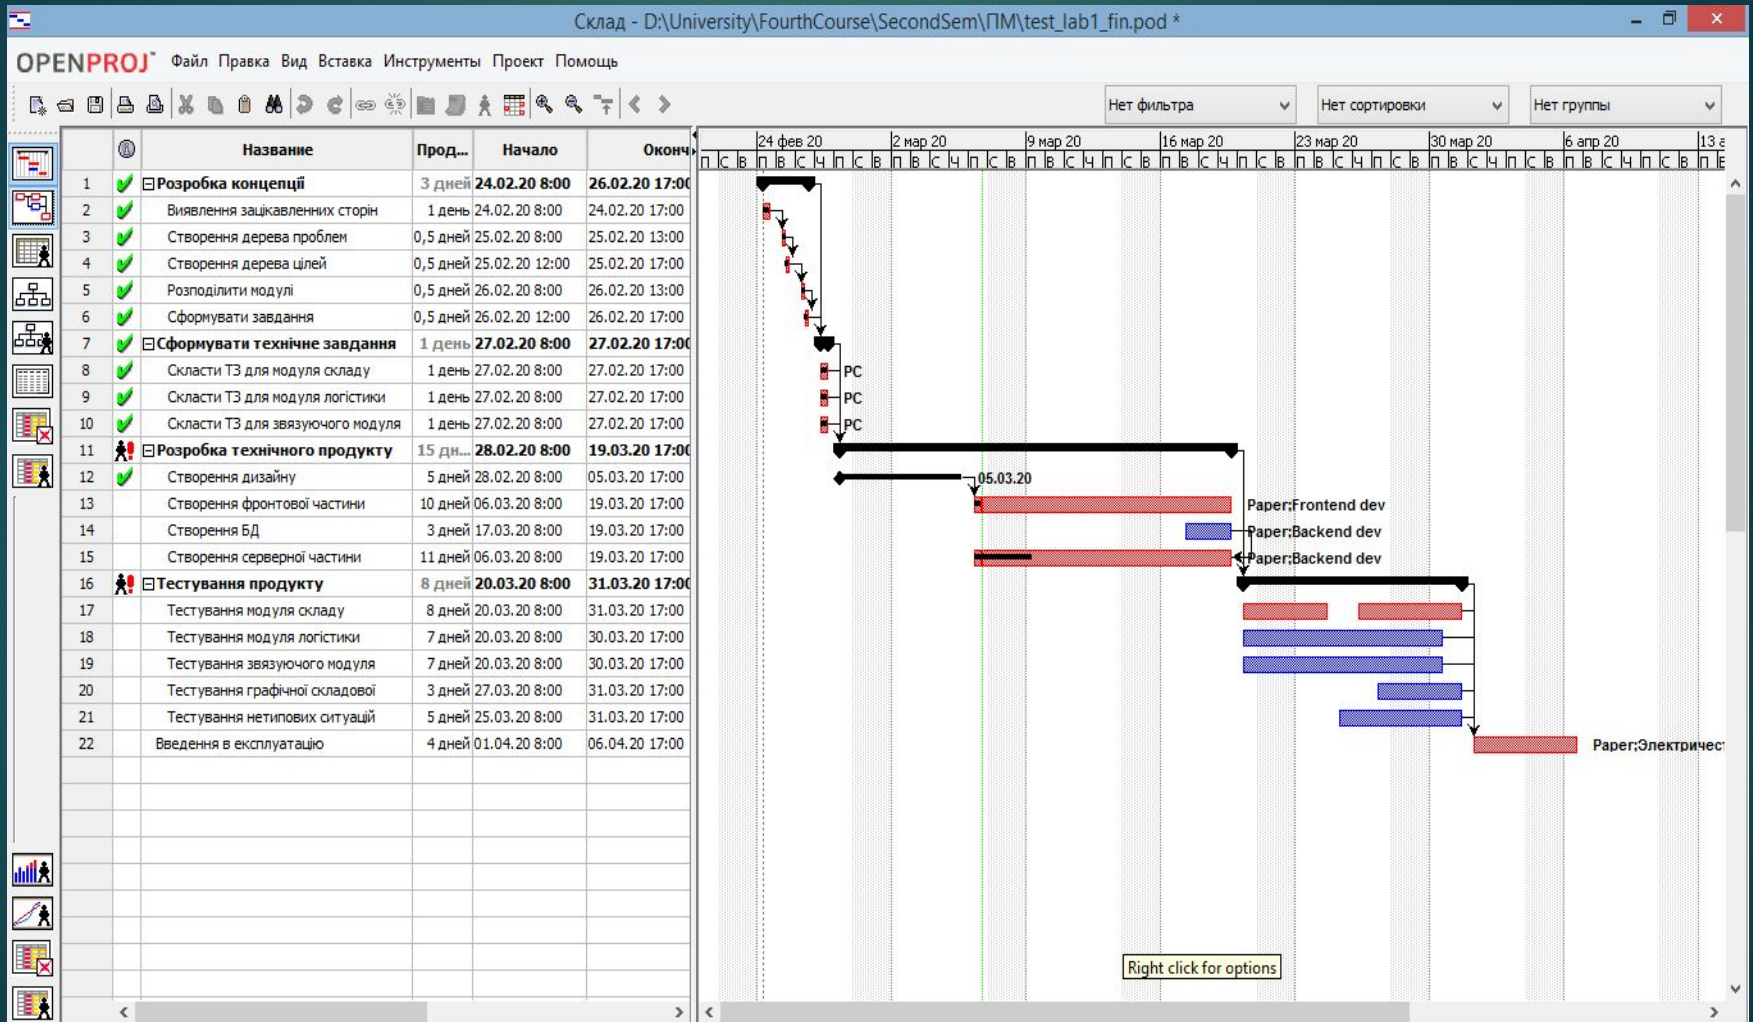 Склад - D:\University\FourthCourse\SecondSem\ПМ\test_lab1_fin.pod *
OPENPROJ™ Файл Правка Вид Вставка Инструменты Проект Помощь
Нет фильтра Нет сортировки Нет группы
Название Прод... Начало Оконч
24 фев 20 2 мар 20 9 мар 20 16 мар 20 23 мар 20 30 мар 20 6 апр 20 13
П С В П В С Ч П С В П В С Ч П С В П В С Ч П С В П В С Ч П С В П В С Ч П С В П В С Ч П С В П В С Ч П С В П В
1 Розробка концепції 3 дней 24.02.20 8:00 26.02.20 17:00
2 Виявлення зацікавленних сторін 1 день 24.02.20 8:00 24.02.20 17:00
3 Створення дерева проблем 0,5 дней 25.02.20 8:00 25.02.20 13:00
4 Створення дерева цілей 0,5 дней 25.02.20 12:00 25.02.20 17:00
5 Розподілити модулі 0,5 дней 26.02.20 8:00 26.02.20 13:00
6 Сформувати завдання 0,5 дней 26.02.20 12:00 26.02.20 17:00
7 Сформувати технічне завдання 1 день 27.02.20 8:00 27.02.20 17:00
8 Скласти ТЗ для модуля складу 1 день 27.02.20 8:00 27.02.20 17:00 PC
9 Скласти ТЗ для модуля логістики 1 день 27.02.20 8:00 27.02.20 17:00 PC
10 Скласти ТЗ для звязуючого модуля 1 день 27.02.20 8:00 27.02.20 17:00 PC
11 Розробка технічного продукту 15 дн... 28.02.20 8:00 19.03.20 17:00
12 Створення дизайну 5 дней 28.02.20 8:00 05.03.20 17:00 05.03.20
13 Створення фронтової частини 10 дней 06.03.20 8:00 19.03.20 17:00 Paper;Frontend dev
14 Створення БД 3 дней 17.03.20 8:00 19.03.20 17:00 Paper;Backend dev
15 Створення серверної частини 11 дней 06.03.20 8:00 19.03.20 17:00 Paper;Backend dev
16 Тестування продукту 8 дней 20.03.20 8:00 31.03.20 17:00
17 Тестування модуля складу 8 дней 20.03.20 8:00 31.03.20 17:00
18 Тестування модуля логістики 7 дней 20.03.20 8:00 30.03.20 17:00
19 Тестування звязуючого модуля 7 дней 20.03.20 8:00 30.03.20 17:00
20 Тестування графічної складової 3 дней 27.03.20 8:00 31.03.20 17:00
21 Тестування нетипових ситуацій 5 дней 25.03.20 8:00 31.03.20 17:00
22 Введення в експлуатацію 4 дней 01.04.20 8:00 06.04.20 17:00 Paper;Электричест
Right click for options